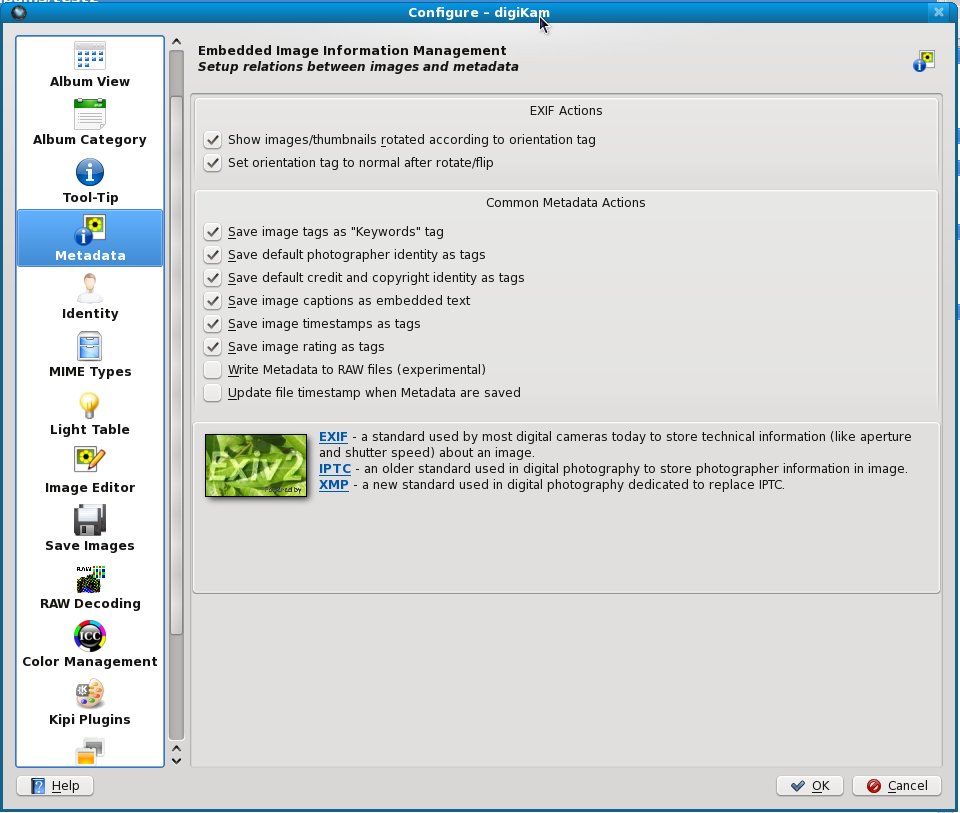 Configure – digiKam
Album View
Album Category
Tool-Tip
Metadata
Identity
MIME Types
Light Table
Image Editor
Save Images
RAW
RAW Decoding
ICC
Color Management
Kipi Plugins
Embedded Image Information Management
Setup relations between images and metadata
EXIF Actions
Show images/thumbnails rotated according to orientation tag
Set orientation tag to normal after rotate/flip
Common Metadata Actions
Save image tags as "Keywords" tag
Save default photographer identity as tags
Save default credit and copyright identity as tags
Save image captions as embedded text
Save image timestamps as tags
Save image rating as tags
Write Metadata to RAW files (experimental)
Update file timestamp when Metadata are saved
Exiv2
Powered by
EXIF - a standard used by most digital cameras today to store technical information (like aperture
and shutter speed) about an image.
IPTC - an older standard used in digital photography to store photographer information in image.
XMP - a new standard used in digital photography dedicated to replace IPTC.
Help
OK
Cancel